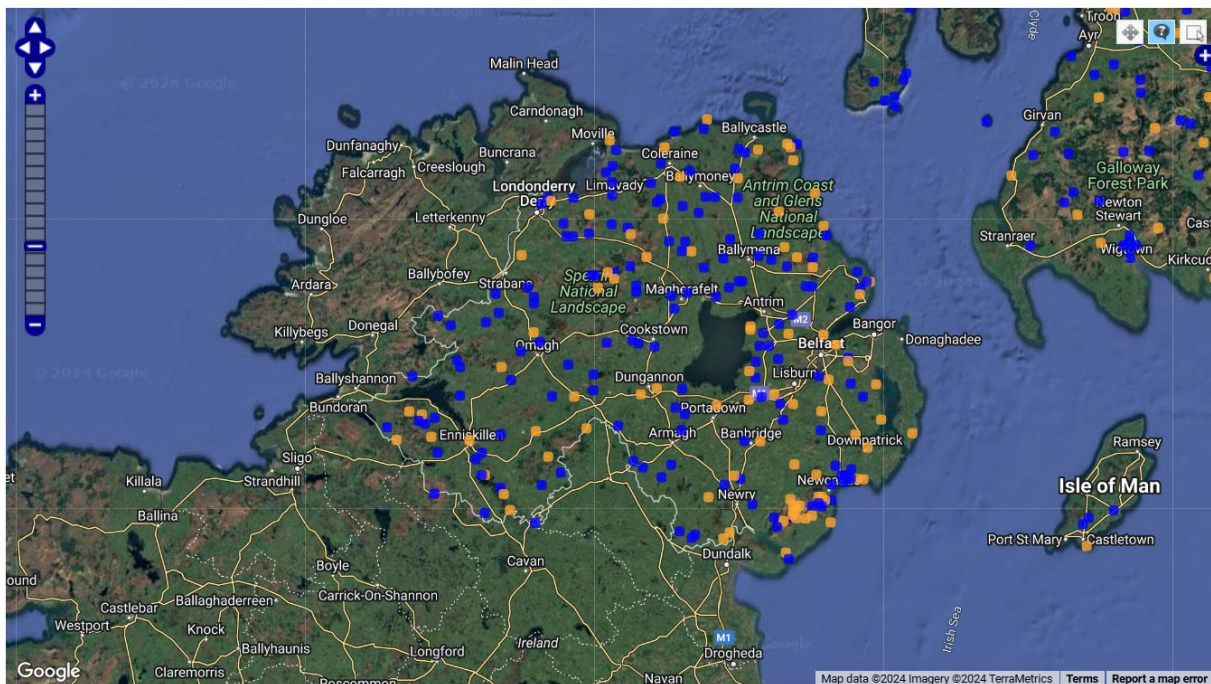 Clyde
Troon
Ayr
Malin Head
© 2024 Google
Carndonagh
Girvan
Moville
Ballycastle
Dunfanaghy
Buncrana
Coleraine
Falcarragh
Creeslough
Galloway
Forest Park
Londonderry
Limavady
Ballymoney
Antrim Coast
and Glens
National
Landscape
Derry
Newton
Stewart
Dungloe
Letterkenny
Stranraer
Wigtown
Ballymena
Kirkcud
Ballybofey
Strabane
Sperrin
National
Landscape
Ardara
Magherafelt
Antrim
M2
Killybegs
Donegal
Cookstown
Bangor
Omagh
Belfast
Donaghadee
© 2024 Google
Ballyshannon
Dungannon
Lisburn
M1
Bundoran
Portadown
Enniskillen
Armagh
Banbridge
Downpatrick
Ramsey
Sligo
Killala
Strandhill
Newcastle
Isle of Man
Newry
Ballina
Port St Mary
Castletown
Dundalk
Cavan
Boyle
ound
Carrick-On-Shannon
Ballaghaderreen
Castlebar
Westport
Knock
Ireland
M1
Irish Sea
Ballyhaunis
Longford
Drogheda
Claremorris
Roscommon
Navan
Google
Map data ©2024 Imagery ©2024 TerraMetrics
Terms
Report a map error